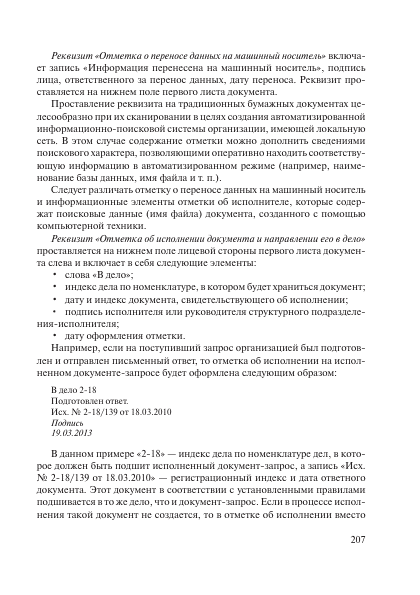 Реквизит «Отметка о переносе данных на машинный носитель» включа-
ет запись «Информация перенесена на машинный носитель», подпись
лица, ответственного за перенос данных, дату переноса. Реквизит про-
ставляется на нижнем поле первого листа документа.
Проставление реквизита на традиционных бумажных документах це-
лесообразно при их сканировании в целях создания автоматизированной
информационно-поисковой системы организации, имеющей локальную
сеть. В этом случае содержание отметки можно дополнить сведениями
поискового характера, позволяющими оперативно находить соответству-
ющую информацию в автоматизированном режиме (например, наиме-
нование базы данных, имя файла и т. п.).
Следует различать отметку о переносе данных на машинный носитель
и информационные элементы отметки об исполнителе, которые содер-
жат поисковые данные (имя файла) документа, созданного с помощью
компьютерной техники.
Реквизит «Отметка об исполнении документа и направлении его в дело»
проставляется на нижнем поле лицевой стороны первого листа докумен-
та слева и включает в себя следующие элементы:
• слова «В дело»;
• индекс дела по номенклатуре, в котором будет храниться документ;
• дату и индекс документа, свидетельствующего об исполнении;
• подпись исполнителя или руководителя структурного подразделе-
ния-исполнителя;
• дату оформления отметки.
Например, если на поступивший запрос организацией был подготов-
лен и отправлен письменный ответ, то отметка об исполнении на испол-
ненном документе-запросе будет оформлена следующим образом:
В дело 2-18
Подготовлен ответ.
Исх. № 2-18/139 от 18.03.2010
Подпись
19.03.2013
В данном примере «2-18» — индекс дела по номенклатуре дел, в кото-
рое должен быть подшит исполненный документ-запрос, а запись «Исх.
№ 2-18/139 от 18.03.2010» — регистрационный индекс и дата ответного
документа. Этот документ в соответствии с установленными правилами
подшивается в то же дело, что и документ-запрос. Если в процессе испол-
нения такой документ не создается, то в отметке об исполнении вместо
207